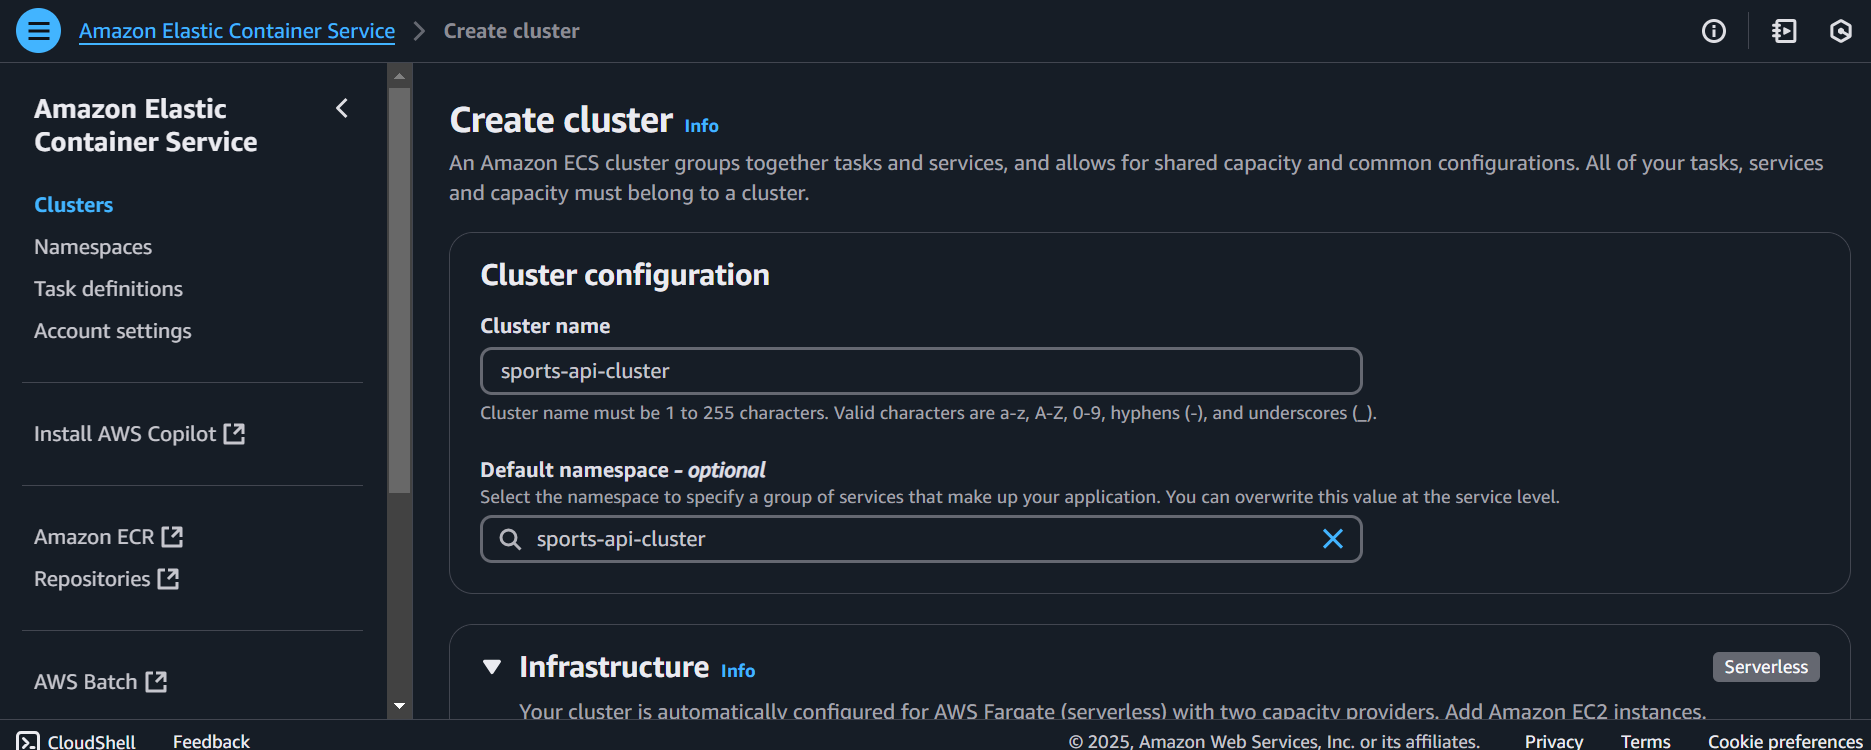 Amazon Elastic Container Service > Create cluster
Amazon Elastic
Container Service
Clusters
Namespaces
Task definitions
Account settings
Install AWS Copilot
Amazon ECR
Repositories
AWS Batch
Create cluster Info
An Amazon ECS cluster groups together tasks and services, and allows for shared capacity and common configurations. All of your tasks, services
and capacity must belong to a cluster.
Cluster configuration
Cluster name
sports-api-cluster
Cluster name must be 1 to 255 characters. Valid characters are a-z, A-Z, 0-9, hyphens (-), and underscores (_).
Default namespace - optional
Select the namespace to specify a group of services that make up your application. You can overwrite this value at the service level.
sports-api-cluster
Infrastructure Info
Serverless
Your cluster is automatically configured for AWS Fargate (serverless) with two capacity providers. Add Amazon EC2 instances.
CloudShell Feedback © 2025, Amazon Web Services, Inc. or its affiliates. Privacy Terms Cookie preferences